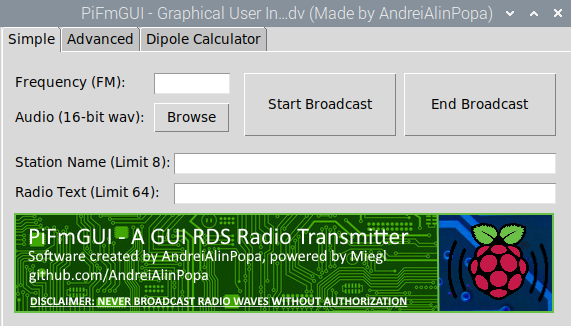 PiFmGUI - Graphical User In...dv (Made by AndreiAlinPopa)
Simple Advanced Dipole Calculator
Frequency (FM): Start Broadcast End Broadcast
Audio (16-bit wav): Browse
Station Name (Limit 8):
Radio Text (Limit 64):
PiFmGUI - A GUI RDS Radio Transmitter
Software created by AndreiAlinPopa, powered by Miegl
github.com/AndreiAlinPopa
DISCLAIMER: NEVER BROADCAST RADIO WAVES WITHOUT AUTHORIZATION